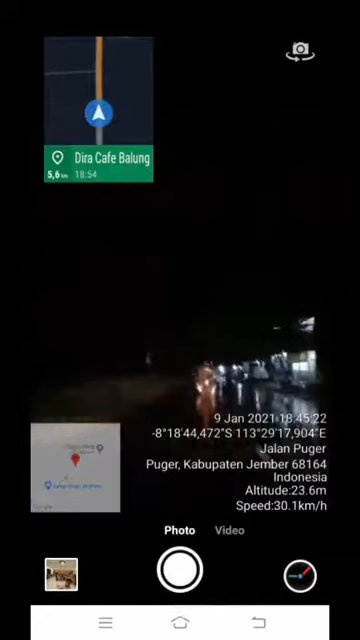 Dira Cafe Balung
5,6 km 18:54
9 Jan 2021 18:45:22
-8°18'44,472"S 113°29'17,904"E
Jalan Puger
Puger, Kabupaten Jember 68164
Indonesia
Altitude:23.6m
Speed:30.1km/h
Photo Video